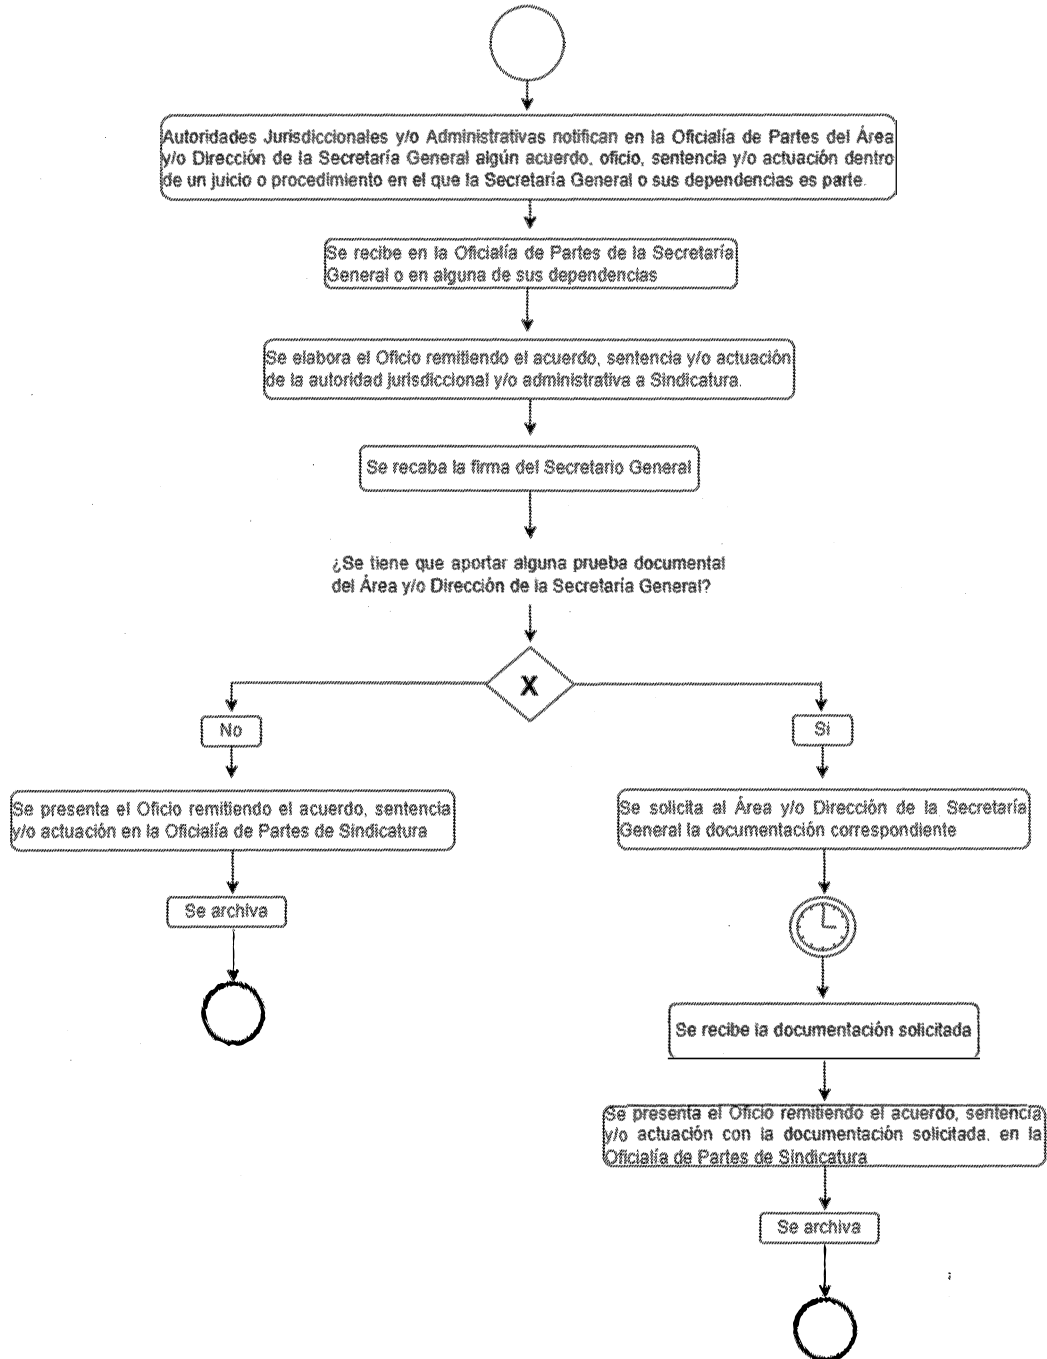 Autoridades Jurisdiccionales y/o Administrativas notifican en la Oficialía de Partes del Área
y/o Dirección de la Secretaría General algún acuerdo, oficio, sentencia y/o actuación dentro
de un juicio o procedimiento en el que la Secretaría General o sus dependencias es parte.
Se recibe en la Oficialía de Partes de la Secretaría
General o en alguna de sus dependencias
Se elabora el Oficio remitiendo el acuerdo, sentencia y/o actuación
de la autoridad jurisdiccional y/o administrativa a Sindicatura.
Se recaba la firma del Secretario General
¿Se tiene que aportar alguna prueba documental
del Área y/o Dirección de la Secretaría General?
X
No
Se presenta el Oficio remitiendo el acuerdo, sentencia
y/o actuación en la Oficialía de Partes de Sindicatura
Se archiva
Si
Se solicita al Área y/o Dirección de la Secretaría
General la documentación correspondiente
Se recibe la documentación solicitada
Se presenta el Oficio remitiendo el acuerdo, sentencia
y/o actuación con la documentación solicitada, en la
Oficialía de Partes de Sindicatura
Se archiva